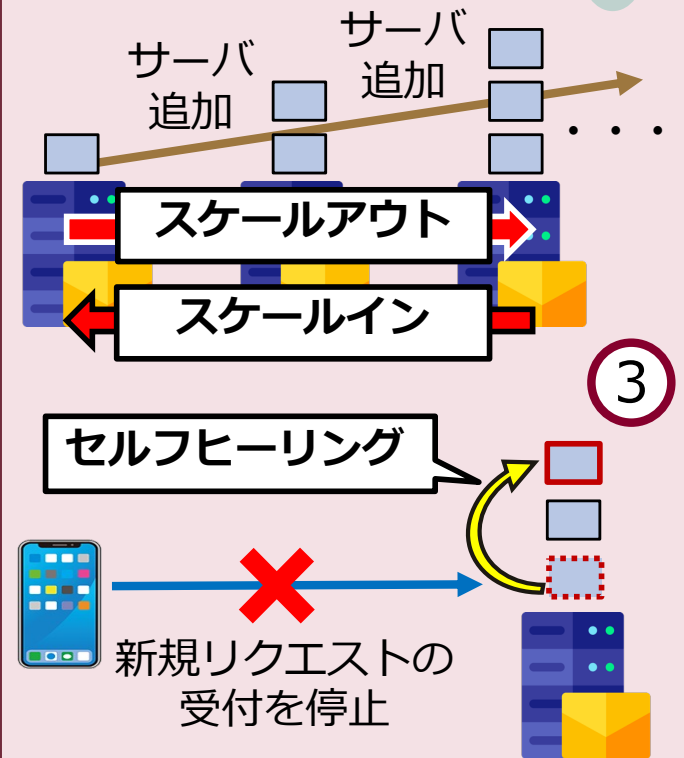 サーバ
追加
サーバ
追加
・・・
スケールアウト
スケールイン
3
セルフヒーリング
新規リクエストの
受付を停止